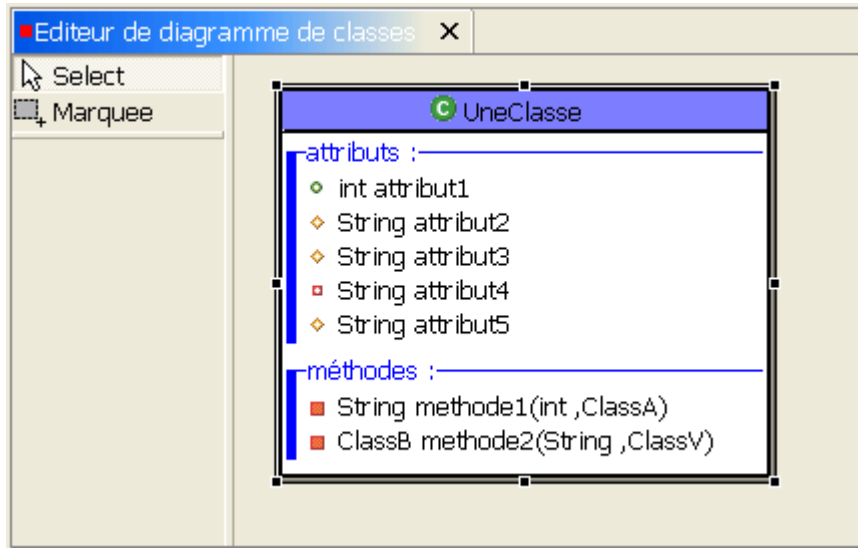 Editeur de diagramme de classes
Select
Marquee
C UneClasse
attributs :
int attribut1
String attribut2
String attribut3
String attribut4
String attribut5
méthodes :
String methode1(int ,ClassA)
ClassB methode2(String ,ClassV)